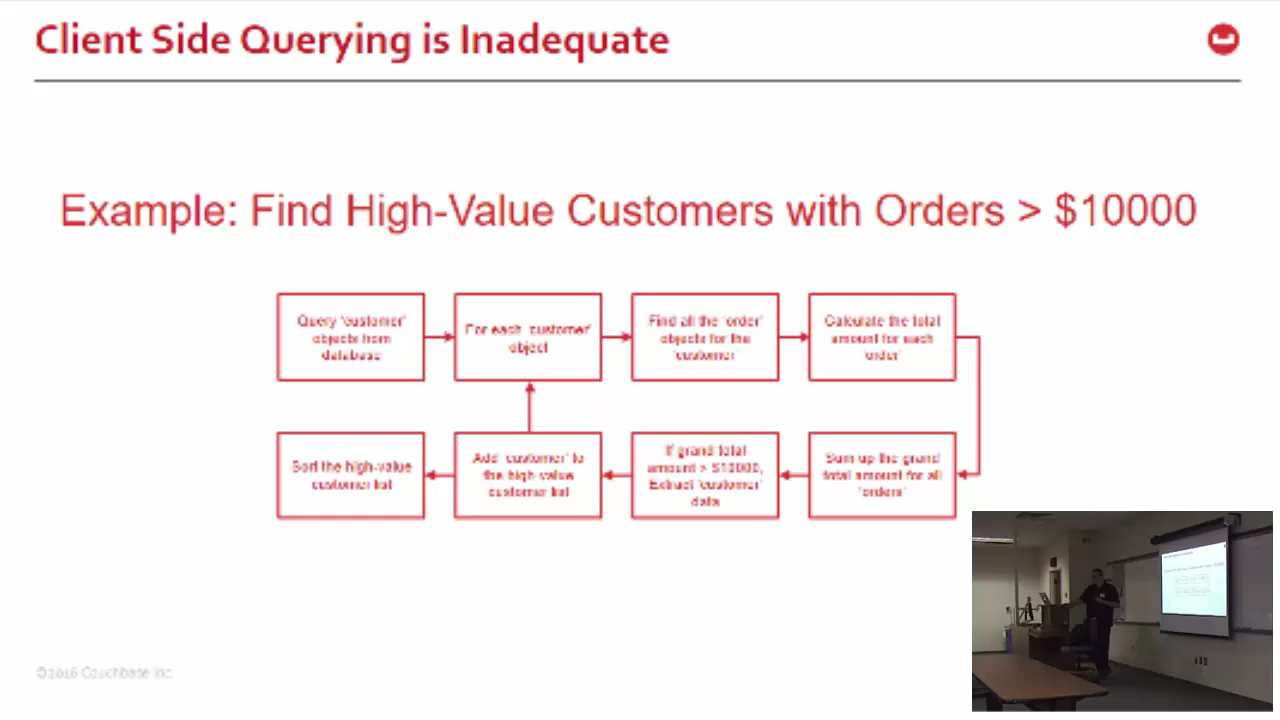 Client Side Querying is Inadequate
Example: Find High-Value Customers with Orders > $10000
Query 'customer'
objects from
database
For each 'customer'
object
Find all the 'order'
objects for the
'customer'
Calculate the total
amount for each
'order'
Sort the high-value
customer list
Add 'customer' to
the high-value
customer list
If grand total
amount > $10000,
Extract 'customer'
data
Sum up the grand
total amount for all
'orders'
©2016 Couchbase Inc.